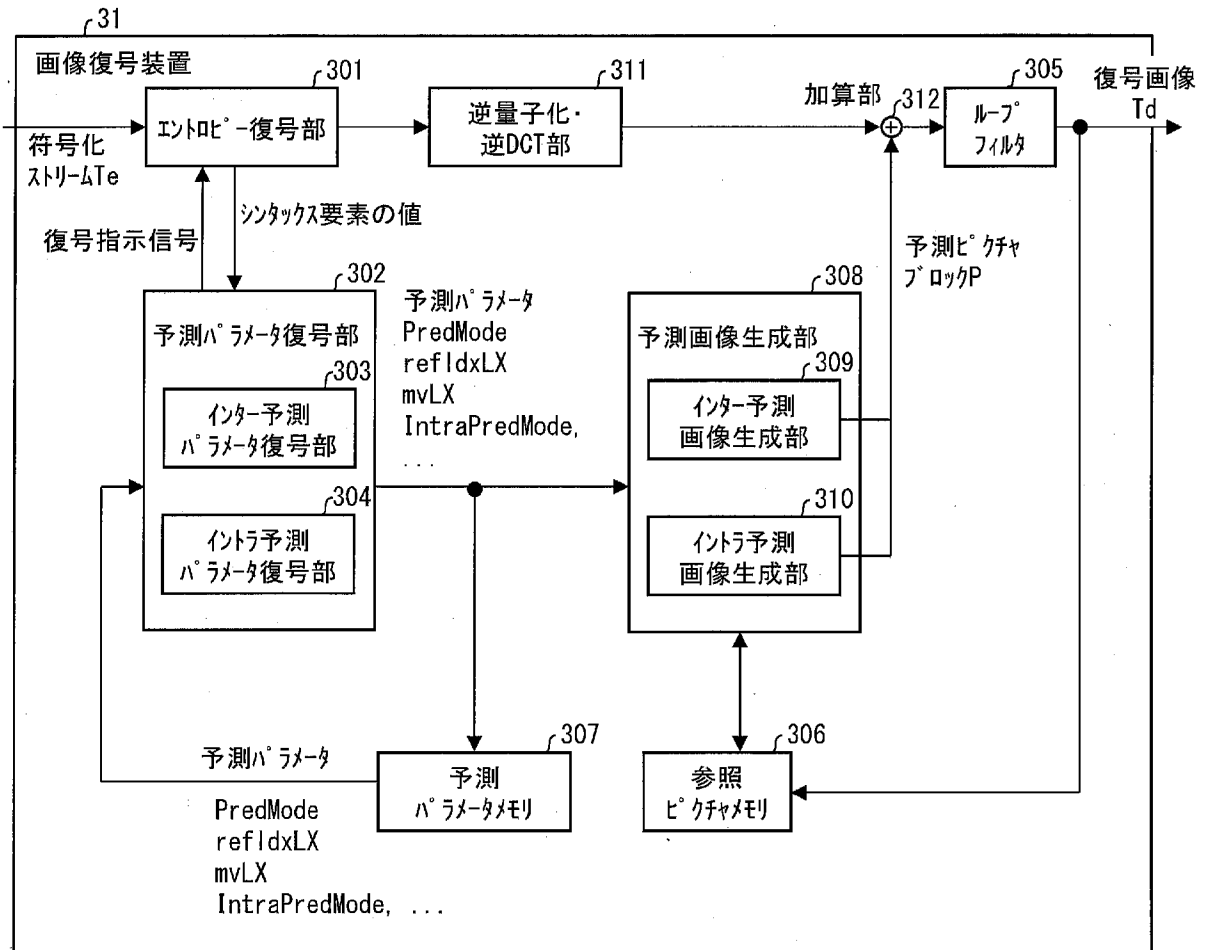 31
画像復号装置
301
エントロピー復号部
311
逆量子化・
逆DCT部
加算部
312
305
ループ
フィルタ
復号画像
Td
符号化
ストリームTe
復号指示信号
シンタックス要素の値
予測ピクチャ
ブロックP
302
予測パラメータ復号部
303
インター予測
パラメータ復号部
304
イントラ予測
パラメータ復号部
予測パラメータ
PredMode
refIdxLX
mvLX
IntraPredMode,
...
308
予測画像生成部
309
インター予測
画像生成部
310
イントラ予測
画像生成部
予測パラメータ
PredMode
refIdxLX
mvLX
IntraPredMode, ...
307
予測
パラメータメモリ
306
参照
ピクチャメモリ